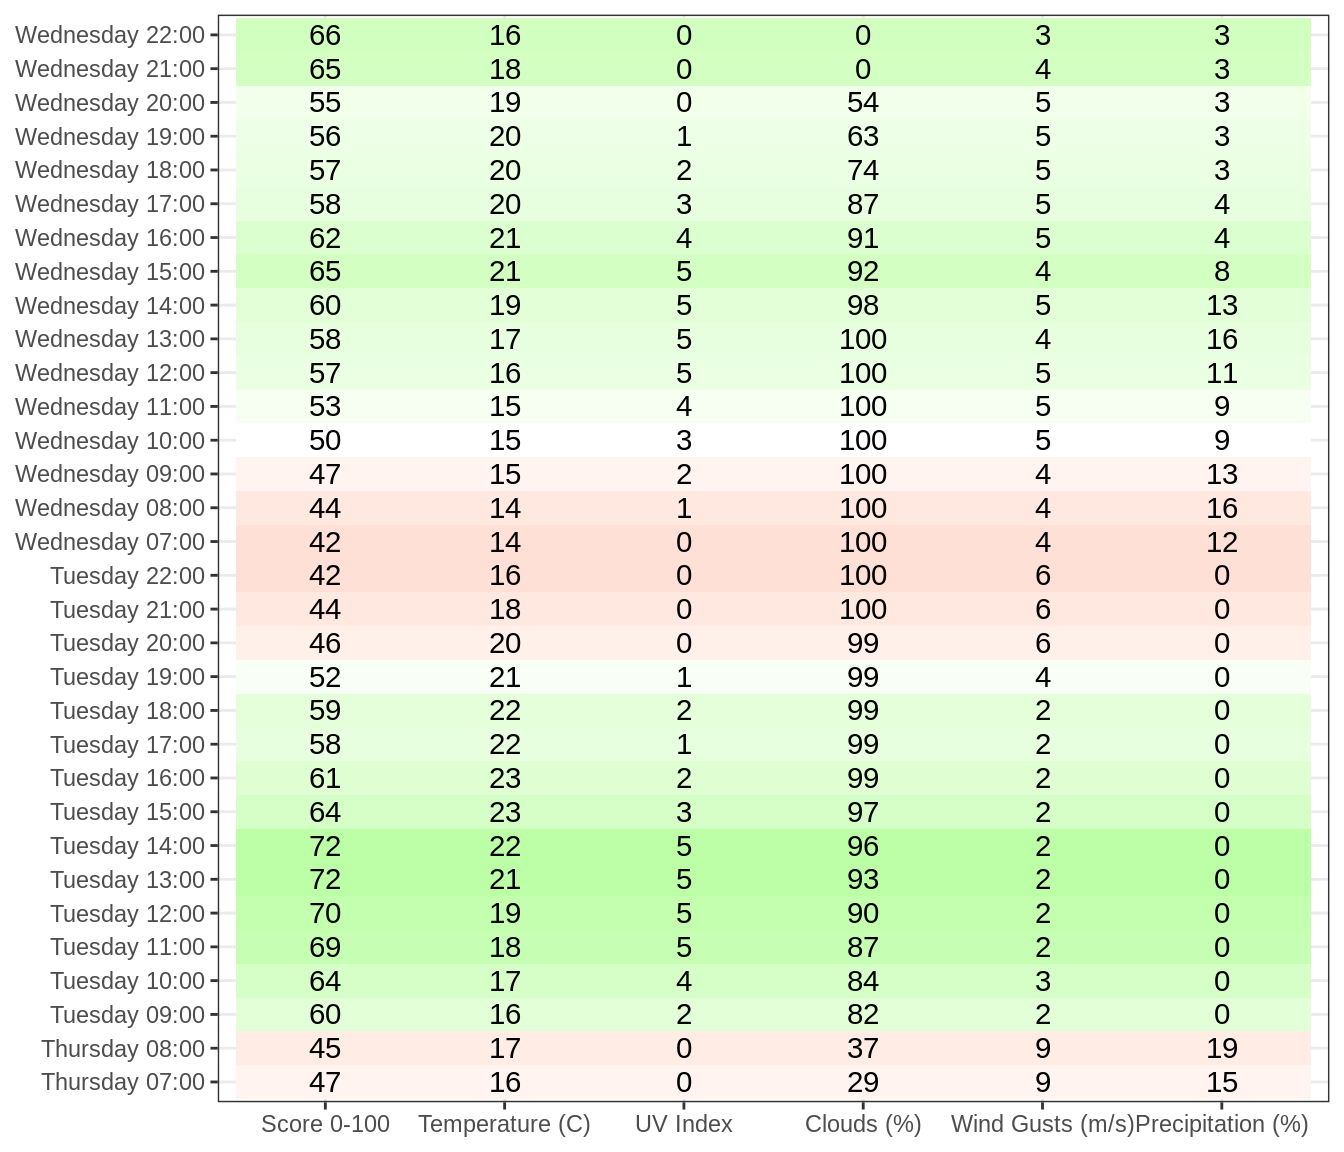 Wednesday 22:00 66 16 0 0 3 3
Wednesday 21:00 65 18 0 0 4 3
Wednesday 20:00 55 19 0 54 5 3
Wednesday 19:00 56 20 1 63 5 3
Wednesday 18:00 57 20 2 74 5 3
Wednesday 17:00 58 20 3 87 5 4
Wednesday 16:00 62 21 4 91 5 4
Wednesday 15:00 65 21 5 92 4 8
Wednesday 14:00 60 19 5 98 5 13
Wednesday 13:00 58 17 5 100 4 16
Wednesday 12:00 57 16 5 100 5 11
Wednesday 11:00 53 15 4 100 5 9
Wednesday 10:00 50 15 3 100 5 9
Wednesday 09:00 47 15 2 100 4 13
Wednesday 08:00 44 14 1 100 4 16
Wednesday 07:00 42 14 0 100 4 12
Tuesday 22:00 42 16 0 100 6 0
Tuesday 21:00 44 18 0 100 6 0
Tuesday 20:00 46 20 0 99 6 0
Tuesday 19:00 52 21 1 99 4 0
Tuesday 18:00 59 22 2 99 2 0
Tuesday 17:00 58 22 1 99 2 0
Tuesday 16:00 61 23 2 99 2 0
Tuesday 15:00 64 23 3 97 2 0
Tuesday 14:00 72 22 5 96 2 0
Tuesday 13:00 72 21 5 93 2 0
Tuesday 12:00 70 19 5 90 2 0
Tuesday 11:00 69 18 5 87 2 0
Tuesday 10:00 64 17 4 84 3 0
Tuesday 09:00 60 16 2 82 2 0
Thursday 08:00 45 17 0 37 9 19
Thursday 07:00 47 16 0 29 9 15
Score 0-100 Temperature (C) UV Index Clouds (%) Wind Gusts (m/s) Precipitation (%)